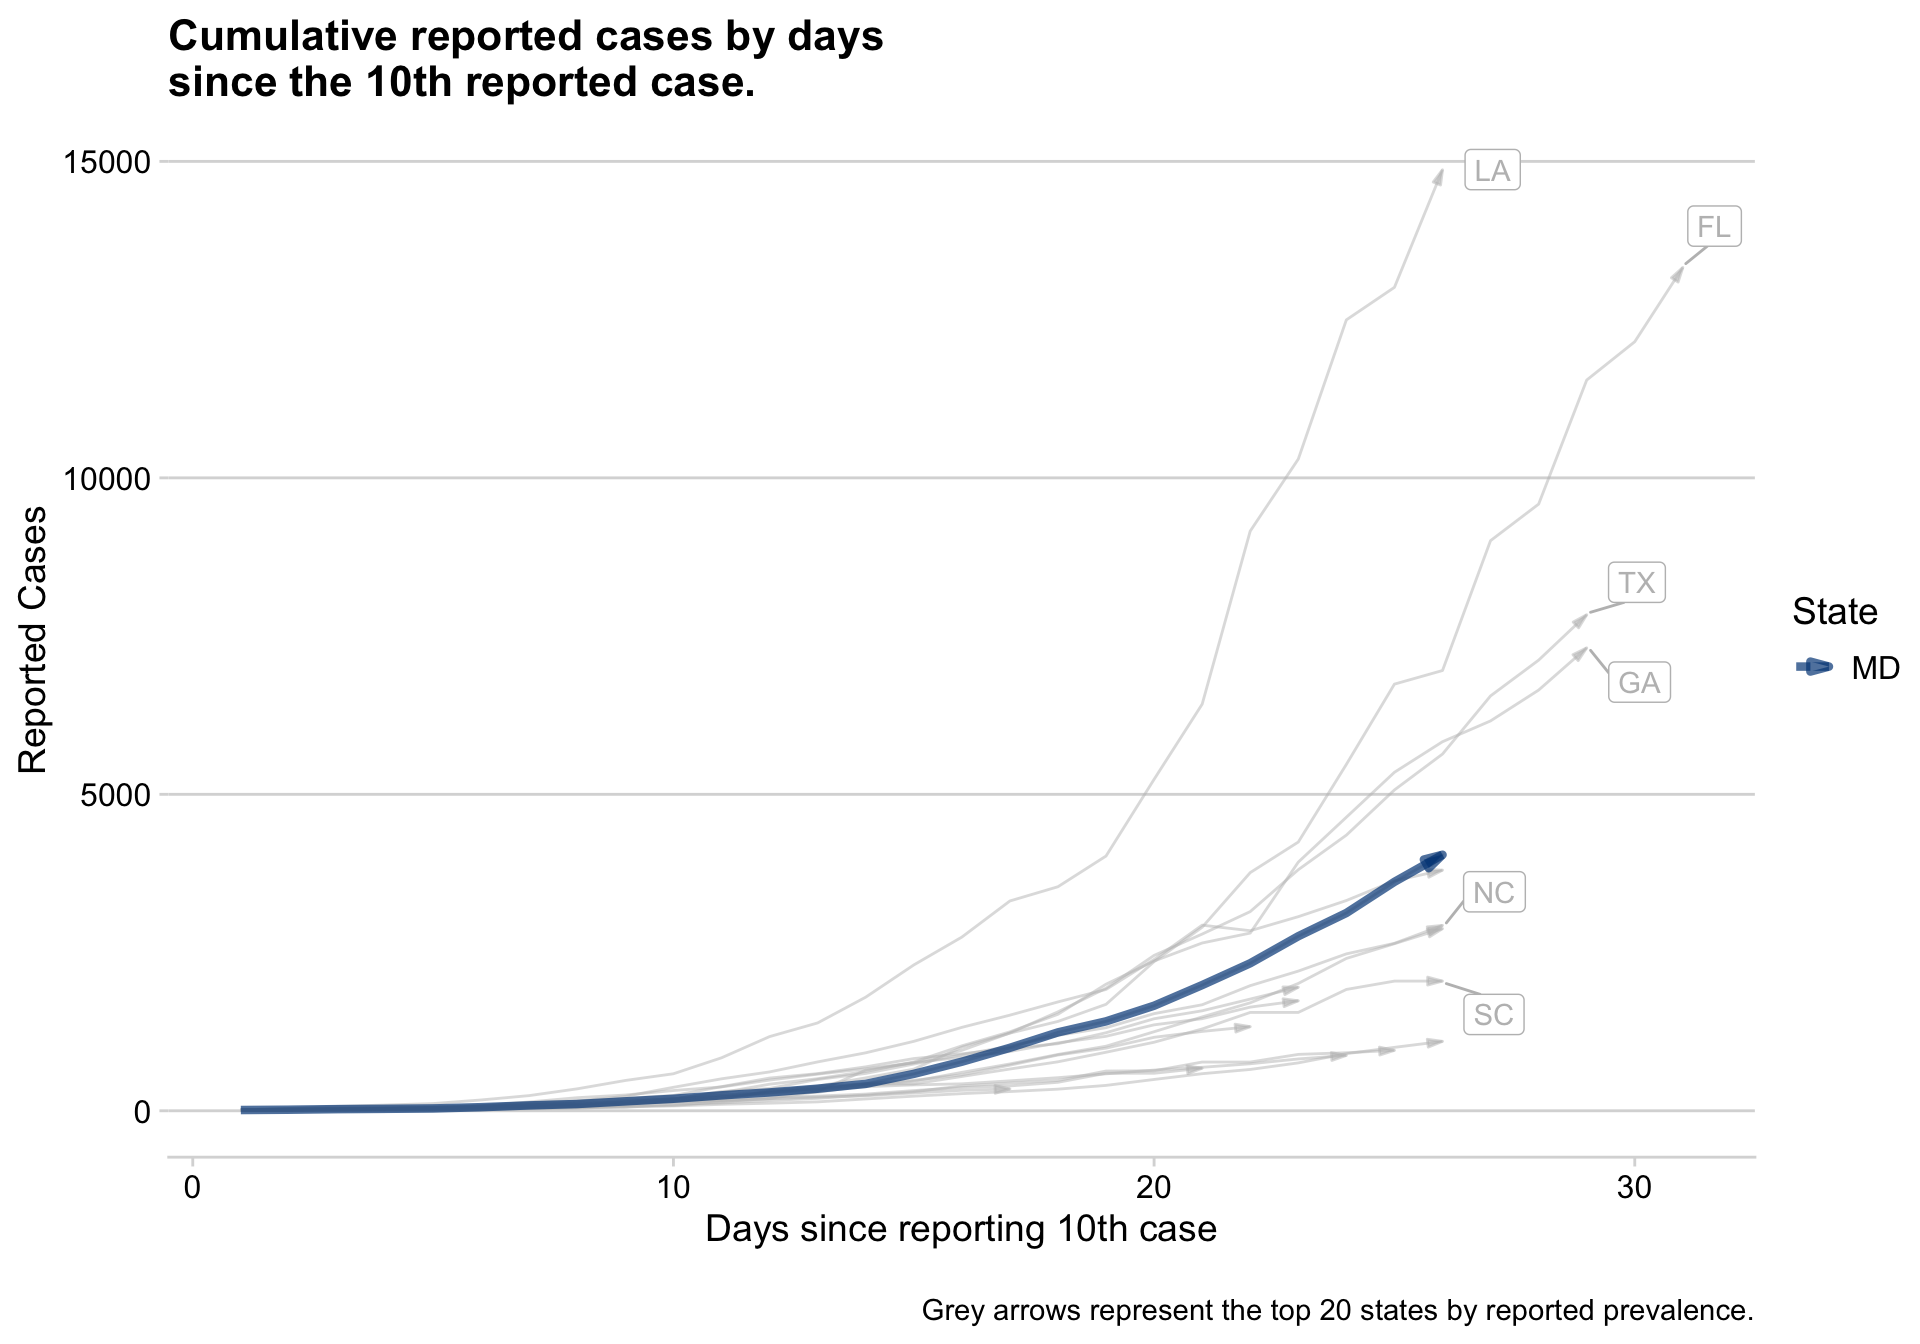 Cumulative reported cases by days
since the 10th reported case.
15000
10000
5000
0
Reported Cases
LA
FL
TX
GA
NC
SC
State
MD
0 10 20 30
Days since reporting 10th case
Grey arrows represent the top 20 states by reported prevalence.